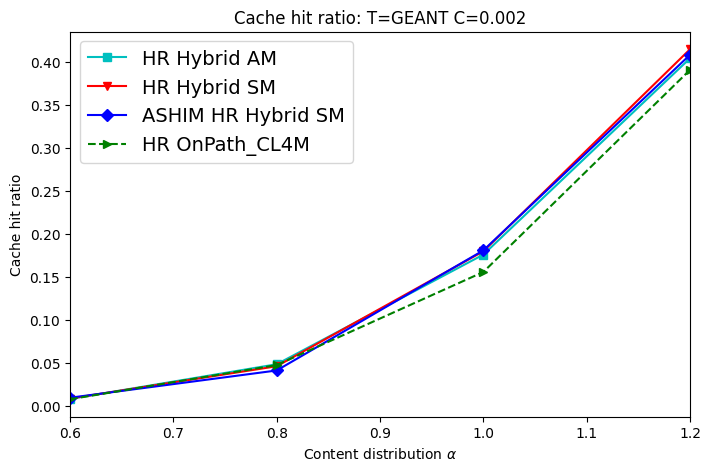 Cache hit ratio: T=GEANT C=0.002
HR Hybrid AM
HR Hybrid SM
ASHIM HR Hybrid SM
HR OnPath_CL4M
Cache hit ratio
0.40
0.35
0.30
0.25
0.20
0.15
0.10
0.05
0.00
0.6 0.7 0.8 0.9 1.0 1.1 1.2
Content distribution α